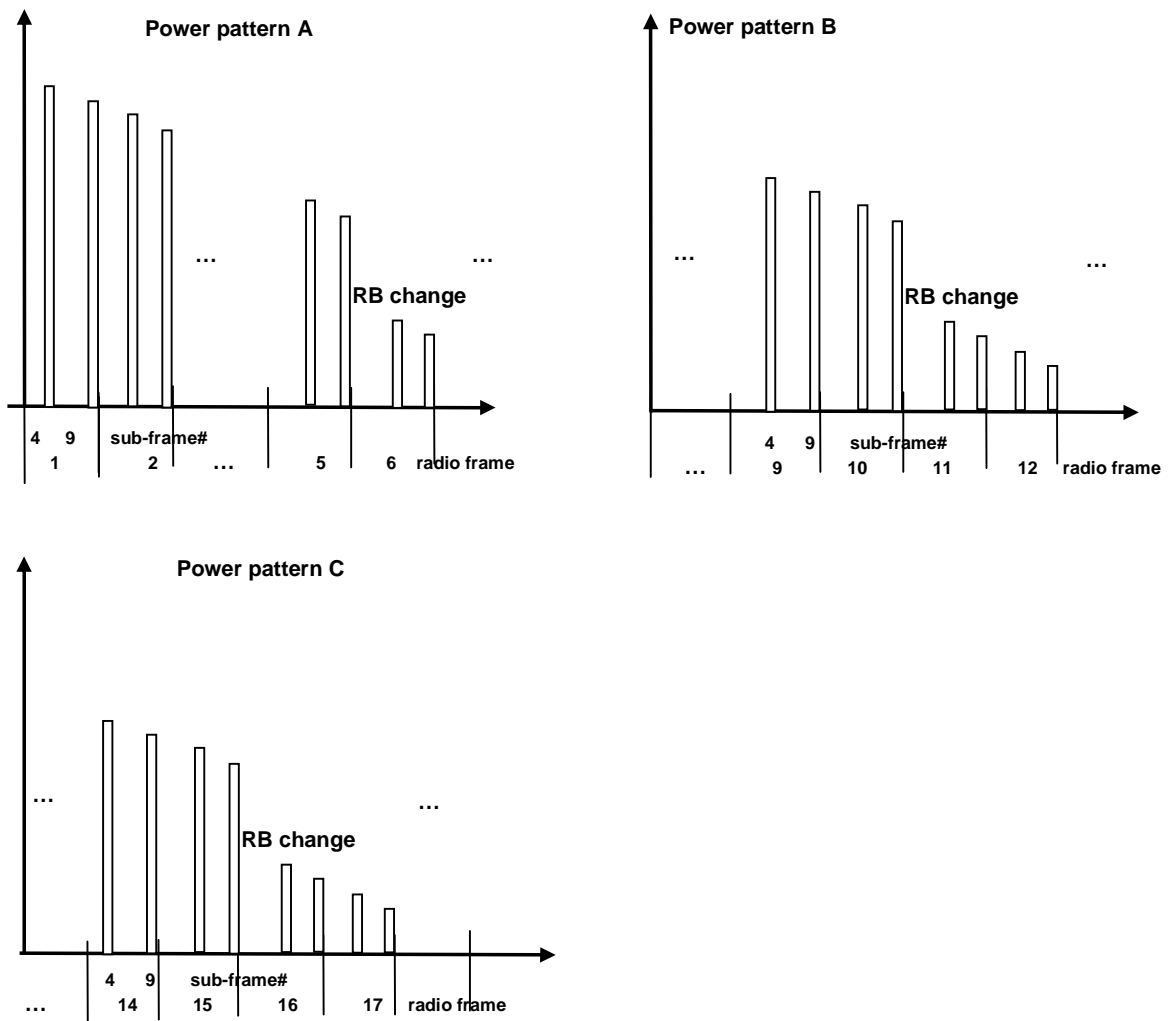 Power pattern A
...
...
RB change
4 9 sub-frame#
1 2 ... 5 6 radio frame
Power pattern B
...
...
RB change
4 9 sub-frame#
... 9 10 11 12 radio frame
Power pattern C
...
...
RB change
4 9 sub-frame#
... 14 15 16 17 radio frame